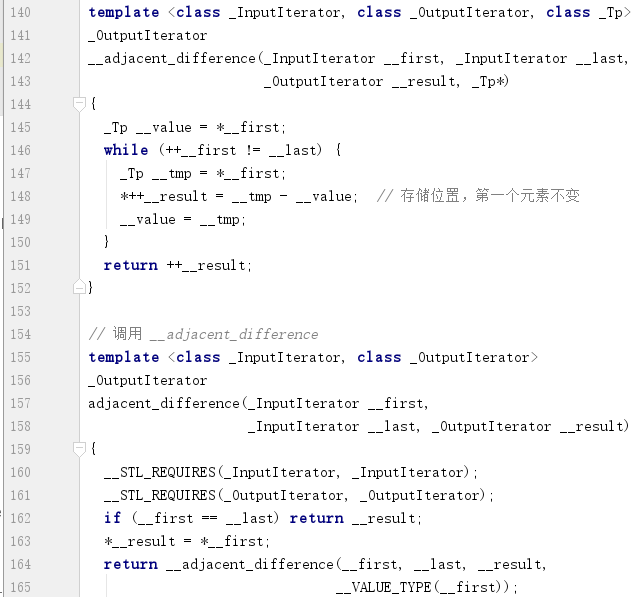 140 template <class _InputIterator, class _OutputIterator, class _Tp>
141 _OutputIterator
142 __adjacent_difference(_InputIterator __first, _InputIterator __last,
143 _OutputIterator __result, _Tp*)
144 {
145 _Tp __value = *__first;
146 while (++__first != __last) {
147 _Tp __tmp = *__first;
148 *++__result = __tmp - __value; // 存储位置，第一个元素不变
149 __value = __tmp;
150 }
151 return ++__result;
152 }
153
154 // 调用 __adjacent_difference
155 template <class _InputIterator, class _OutputIterator>
156 _OutputIterator
157 adjacent_difference(_InputIterator __first,
158 _InputIterator __last, _OutputIterator __result)
159 {
160 __STL_REQUIRES(_InputIterator, _InputIterator);
161 __STL_REQUIRES(_OutputIterator, _OutputIterator);
162 if (__first == __last) return __result;
163 *__result = *__first;
164 return __adjacent_difference(__first, __last, __result,
165 __VALUE_TYPE(__first));